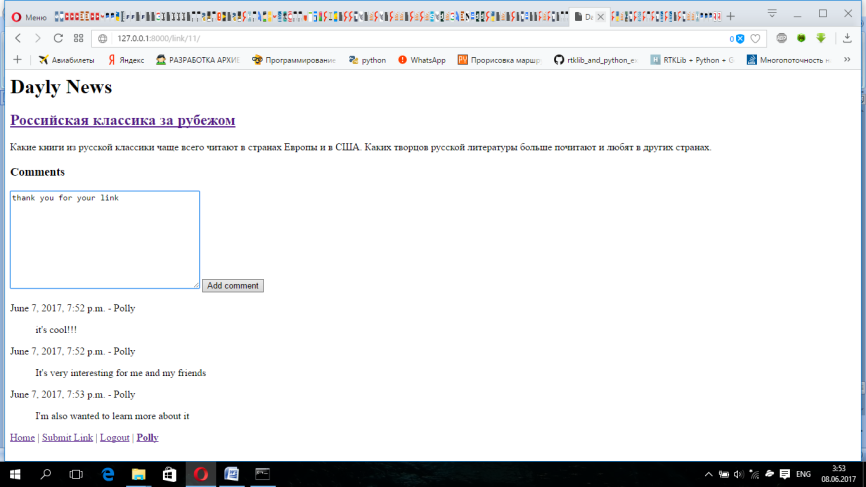 Меню
127.0.0.1:8000/link/11/
0
Авиабилеты
Яндекс
РАЗРАБОТКА АРХИ
Программирование
python
WhatsApp
Прорисовка маршр
rtklib_and_python_e
RTKLib + Python + G
Многопоточность н
Dayly News
Российская классика за рубежом
Какие книги из русской классики чаще всего читают в странах Европы и в США. Каких творцов русской литературы больше почитают и любят в других странах.
Comments
thank you for your link
Add comment
June 7, 2017, 7:52 p.m. - Polly
it's cool!!!
June 7, 2017, 7:52 p.m. - Polly
It's very interesting for me and my friends
June 7, 2017, 7:53 p.m. - Polly
I'm also wanted to learn more about it
Home | Submit Link | Logout | Polly
ENG
3:53
08.06.2017